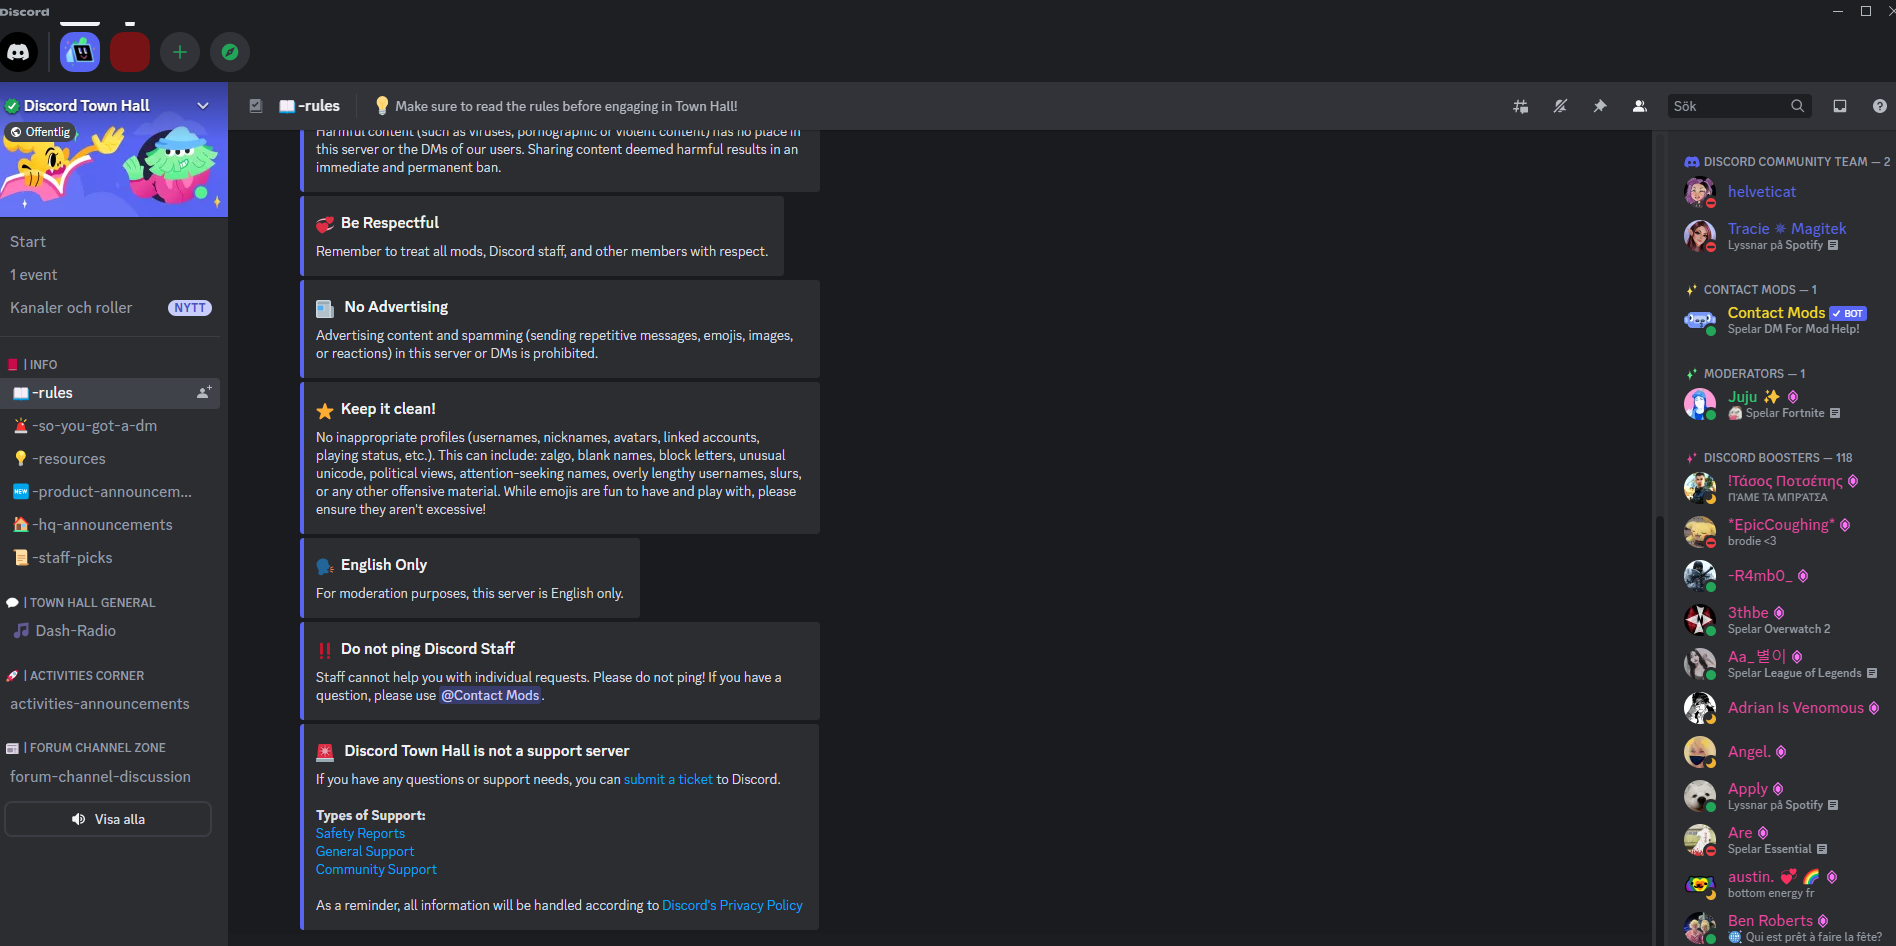 Discord
Discord Town Hall
Offentlig
Start
1 event
Kanaler och roller
NYTT
| INFO
-rules
-so-you-got-a-dm
-resources
-product-announcem...
-hq-announcements
-staff-picks
| TOWN HALL GENERAL
Dash-Radio
| ACTIVITIES CORNER
activities-announcements
| FORUM CHANNEL ZONE
forum-channel-discussion
Visa alla
-rules
Make sure to read the rules before engaging in Town Hall!
Sök
Harmful content (such as viruses, pornographic or violent content) has no place in
this server or the DMs of our users. Sharing content deemed harmful results in an
immediate and permanent ban.
Be Respectful
Remember to treat all mods, Discord staff, and other members with respect.
No Advertising
Advertising content and spamming (sending repetitive messages, emojis, images,
or reactions) in this server or DMs is prohibited.
Keep it clean!
No inappropriate profiles (usernames, nicknames, avatars, linked accounts,
playing status, etc.). This can include: zalgo, blank names, block letters, unusual
unicode, political views, attention-seeking names, overly lengthy usernames, slurs,
or any other offensive material. While emojis are fun to have and play with, please
ensure they aren't excessive!
English Only
For moderation purposes, this server is English only.
Do not ping Discord Staff
Staff cannot help you with individual requests. Please do not ping! If you have a
question, please use @Contact Mods.
Discord Town Hall is not a support server
If you have any questions or support needs, you can submit a ticket to Discord.
Types of Support:
Safety Reports
General Support
Community Support
As a reminder, all information will be handled according to Discord's Privacy Policy
DISCORD COMMUNITY TEAM — 2
helveticat
Tracie ✵ Magitek
Lyssnar på Spotify
CONTACT MODS — 1
Contact Mods ✓ BOT
Spelar DM For Mod Help!
MODERATORS — 1
Juju ✨
Spelar Fortnite
DISCORD BOOSTERS — 118
!Τάσος Ποτσέπης
ΠΆΜΕ ΤΑ ΜΠΡΆΤΣΑ
*EpicCoughing*
brodie <3
-R4mb0_
3thbe
Spelar Overwatch 2
Aa_별이
Spelar League of Legends
Adrian Is Venomous
Angel.
Apply
Lyssnar på Spotify
Are
Spelar Essential
austin. 💞 🌈
bottom energy fr
Ben Roberts
Qui est prêt à faire la fête?